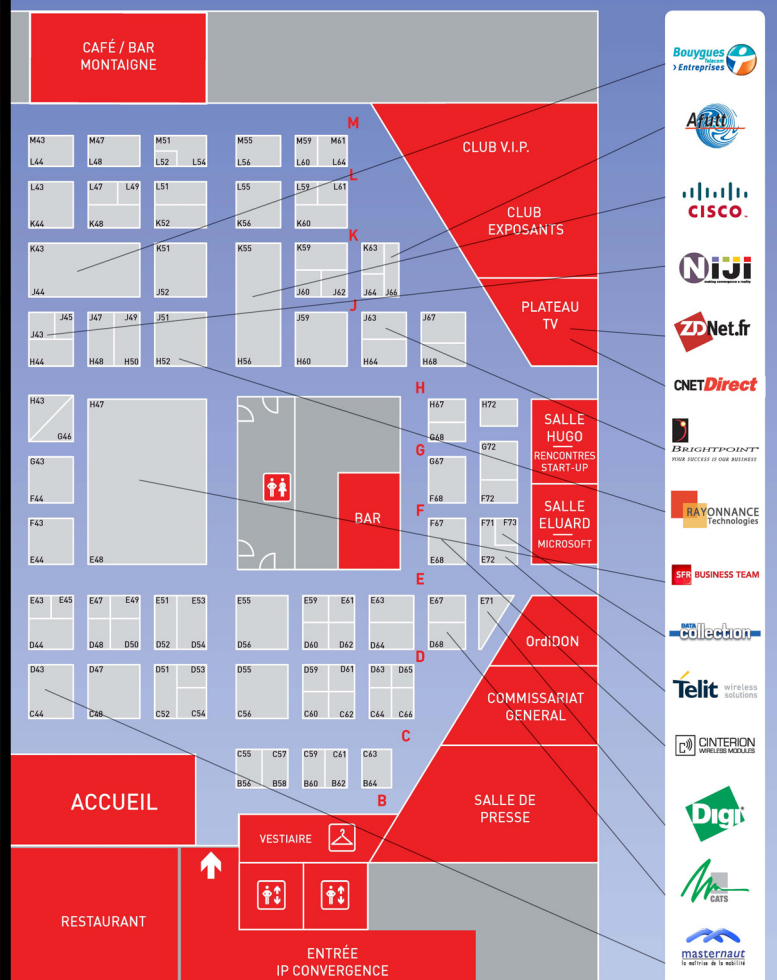 CAFÉ / BAR
MONTAIGNE
M
M43 M47 M51 M55 M59 M61
L44 L48 L52 L54 L56 L60 L64
CLUB V.I.P.
L
L43 L47 L49 L51 L55 L59 L61
K44 K48 K52 K56 K60
CLUB
EXPOSANTS
K
K43 K51 K55 K59 K63
J44 J52 J60 J62 J64 J66
PLATEAU
TV
J
J45 J47 J49 J51 J59 J63 J67
J43
H44 H48 H50 H52 H56 H60 H64 H68
H
H43 H47 H67 H72
G46 G68
SALLE
HUGO
RENCONTRES
START-UP
G
G43 G67 G72
F44 F68 F72
SALLE
ELUARD
MICROSOFT
BAR
F
F43 F67 F71 F73
E44 E48 E68 E72
E
E43 E45 E47 E49 E51 E53 E55 E59 E61 E63 E67 E71
D44 D48 D50 D52 D54 D56 D60 D62 D64 D68
OrdiDON
D
D43 D47 D51 D53 D55 D59 D61 D63 D65
C44 C48 C52 C54 C56 C60 C62 C64 C66
COMMISSARIAT
GENERAL
C
C55 C57 C59 C61 C63
B56 B58 B60 B62 B64
B
ACCUEIL
SALLE DE
PRESSE
VESTIAIRE
RESTAURANT
ENTRÉE
IP CONVERGENCE
Bouygues
Telecom
> Entreprises
Afutt
CISCO
Niji
making convergence a reality
ZDNet.fr
CNETDirect
BRIGHTPOINT
YOUR SUCCESS IS OUR BUSINESS
RAYONNANCE
Technologies
SFR BUSINESS TEAM
DATA
collection
Telit wireless
solutions
CINTERION
WIRELESS MODULES
Digi
CATS
masternaut
la maîtrise de la mobilité